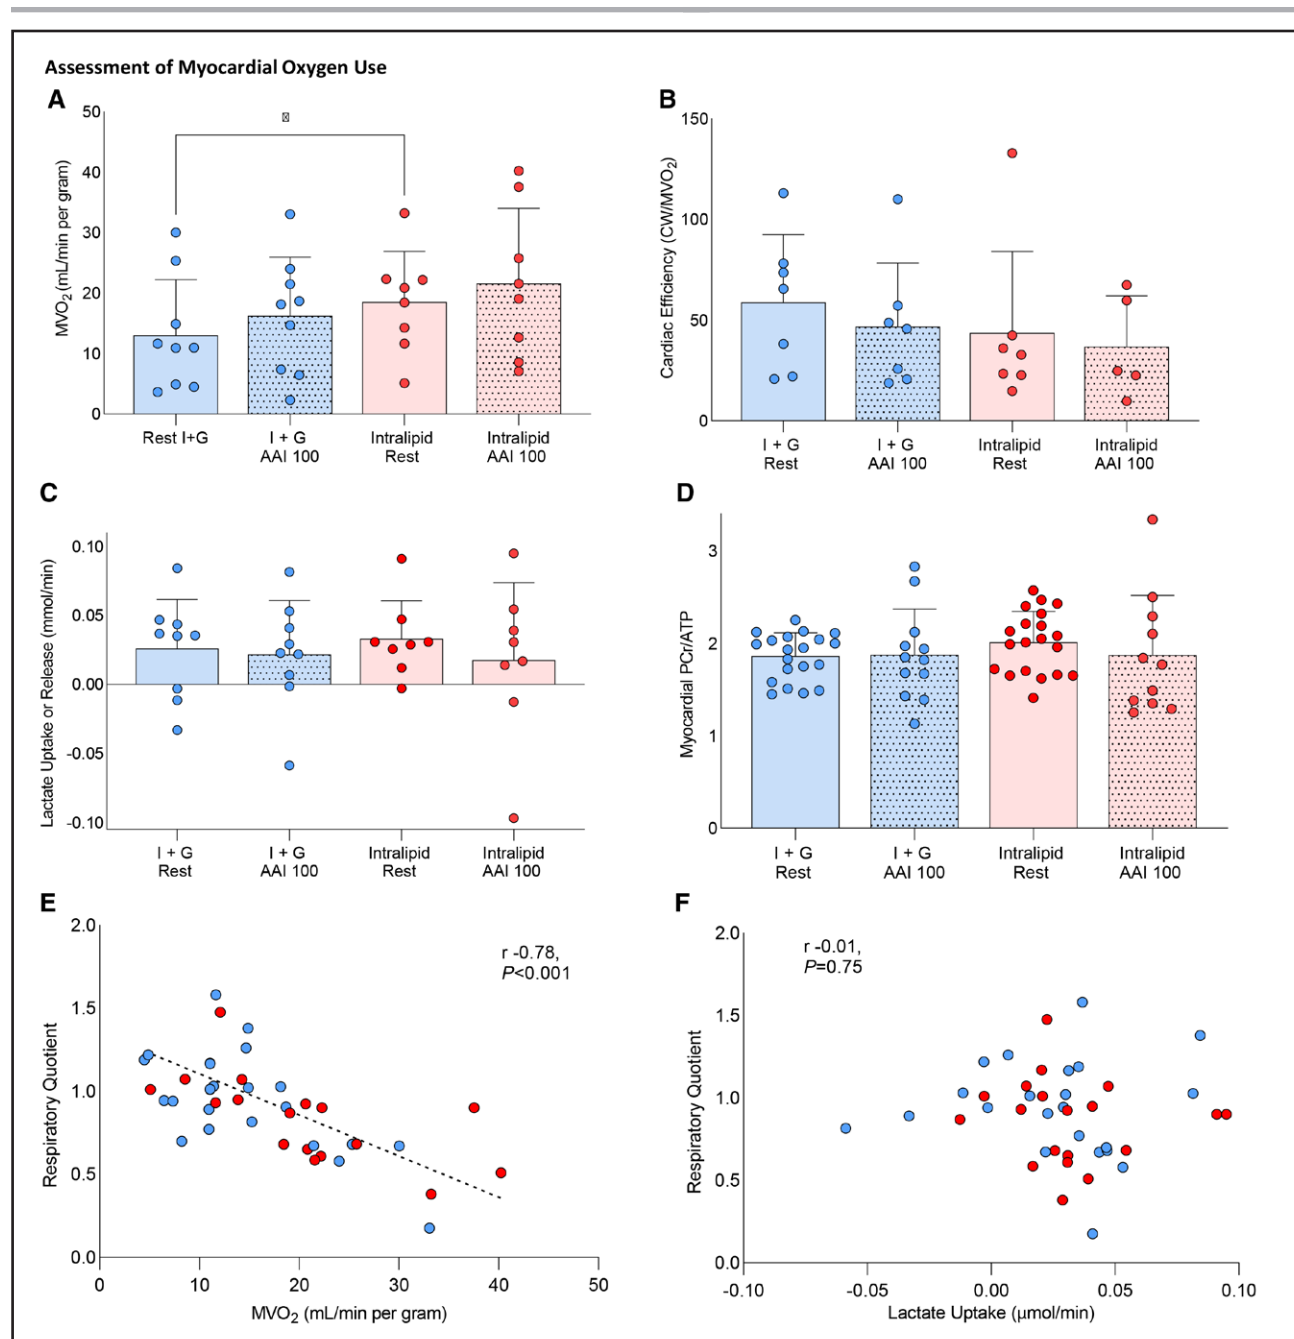 Assessment of Myocardial Oxygen Use
A
MVO2 (mL/min per gram)
50
40
30
20
10
0
Rest I+G
I + G
AAI 100
Intralipid
Rest
Intralipid
AAI 100
B
Cardiac Efficiency (CW/MVO2)
150
100
50
0
I + G
Rest
I + G
AAI 100
Intralipid
Rest
Intralipid
AAI 100
C
Lactate Uptake or Release (mmol/min)
0.10
0.05
0.00
-0.05
-0.10
I + G
Rest
I + G
AAI 100
Intralipid
Rest
Intralipid
AAI 100
D
Myocardial PCr/ATP
3
2
1
0
I + G
Rest
I + G
AAI 100
Intralipid
Rest
Intralipid
AAI 100
E
Respiratory Quotient
2.0
1.5
1.0
0.5
0.0
r -0.78,
P<0.001
0 10 20 30 40 50
MVO2 (mL/min per gram)
F
Respiratory Quotient
2.0
1.5
1.0
0.5
0.0
r -0.01,
P=0.75
-0.10 -0.05 0.00 0.05 0.10
Lactate Uptake (μmol/min)